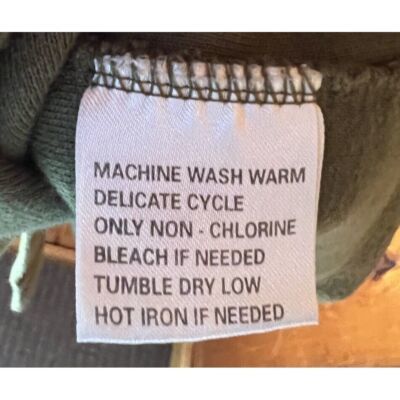 MACHINE WASH WARM
DELICATE CYCLE
ONLY NON - CHLORINE
BLEACH IF NEEDED
TUMBLE DRY LOW
HOT IRON IF NEEDED